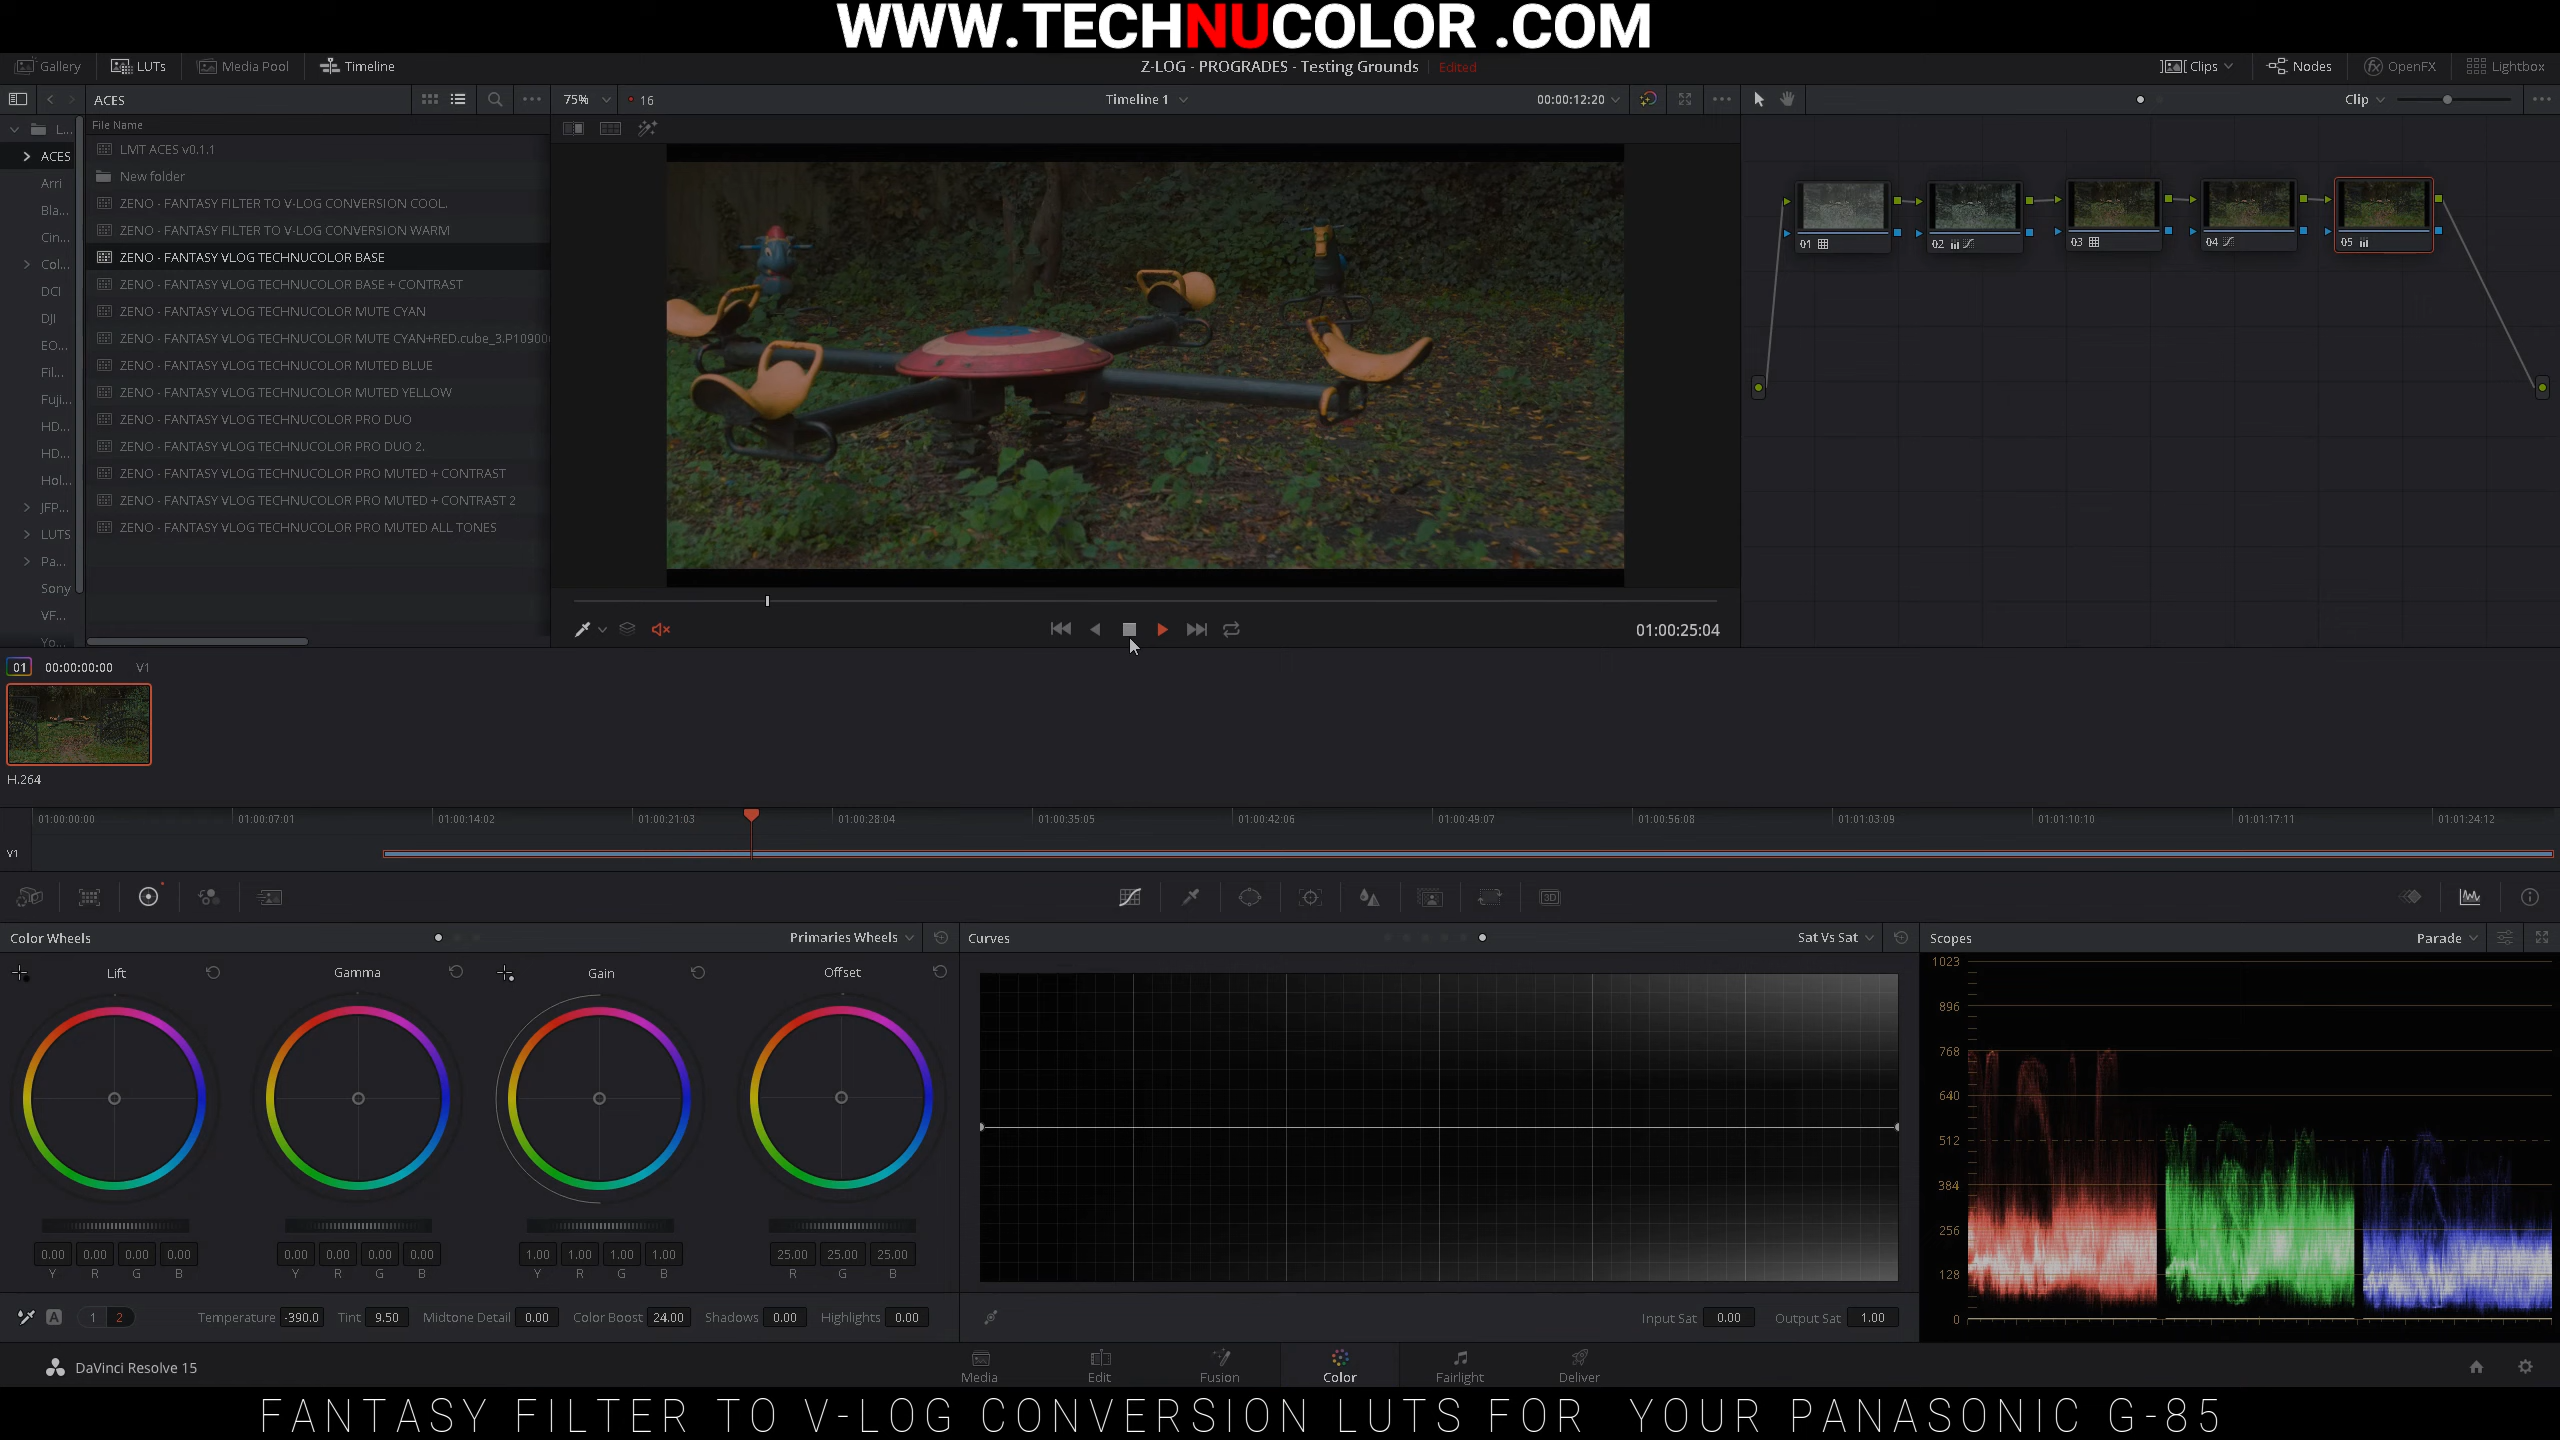 WWW.TECHNUCOLOR .COM
Gallery LUTs Media Pool Timeline Z-LOG - PROGRADES - Testing Grounds Edited Clips Nodes OpenFX Lightbox
ACES 75% 16 Timeline 1 00:00:12:20 Clip
File Name
L...
ACES
Arri
Bla...
Cin...
Col...
DCI
DJI
EO...
Fil...
Fuji...
HD...
HD...
Hol...
JFP...
LUTS
Pa...
Sony
VF...
Yo...
LMT ACES v0.1.1
New folder
ZENO - FANTASY FILTER TO V-LOG CONVERSION COOL.
ZENO - FANTASY FILTER TO V-LOG CONVERSION WARM
ZENO - FANTASY VLOG TECHNUCOLOR BASE
ZENO - FANTASY VLOG TECHNUCOLOR BASE + CONTRAST
ZENO - FANTASY VLOG TECHNUCOLOR MUTE CYAN
ZENO - FANTASY VLOG TECHNUCOLOR MUTE CYAN+RED.cube_3.P10900
ZENO - FANTASY VLOG TECHNUCOLOR MUTED BLUE
ZENO - FANTASY VLOG TECHNUCOLOR MUTED YELLOW
ZENO - FANTASY VLOG TECHNUCOLOR PRO DUO
ZENO - FANTASY VLOG TECHNUCOLOR PRO DUO 2.
ZENO - FANTASY VLOG TECHNUCOLOR PRO MUTED + CONTRAST
ZENO - FANTASY VLOG TECHNUCOLOR PRO MUTED + CONTRAST 2
ZENO - FANTASY VLOG TECHNUCOLOR PRO MUTED ALL TONES
01 02 03 04 05
01:00:25:04
01 00:00:00:00 V1
H.264
01:00:00:00 01:00:07:01 01:00:14:02 01:00:21:03 01:00:28:04 01:00:35:05 01:00:42:06 01:00:49:07 01:00:56:08 01:01:03:09 01:01:10:10 01:01:17:11 01:01:24:12
V1
3D
Color Wheels Primaries Wheels Curves Sat Vs Sat Scopes Parade
Lift Gamma Gain Offset
1023
896
768
640
512
384
256
128
0
0.00 0.00 0.00 0.00 0.00 0.00 0.00 0.00 1.00 1.00 1.00 1.00 25.00 25.00 25.00
Y R G B Y R G B Y R G B R G B
A 1 2 Temperature -390.0 Tint 9.50 Midtone Detail 0.00 Color Boost 24.00 Shadows 0.00 Highlights 0.00 Input Sat 0.00 Output Sat 1.00
DaVinci Resolve 15 Media Edit Fusion Color Fairlight Deliver
FANTASY FILTER TO V-LOG CONVERSION LUTS FOR YOUR PANASONIC G-85